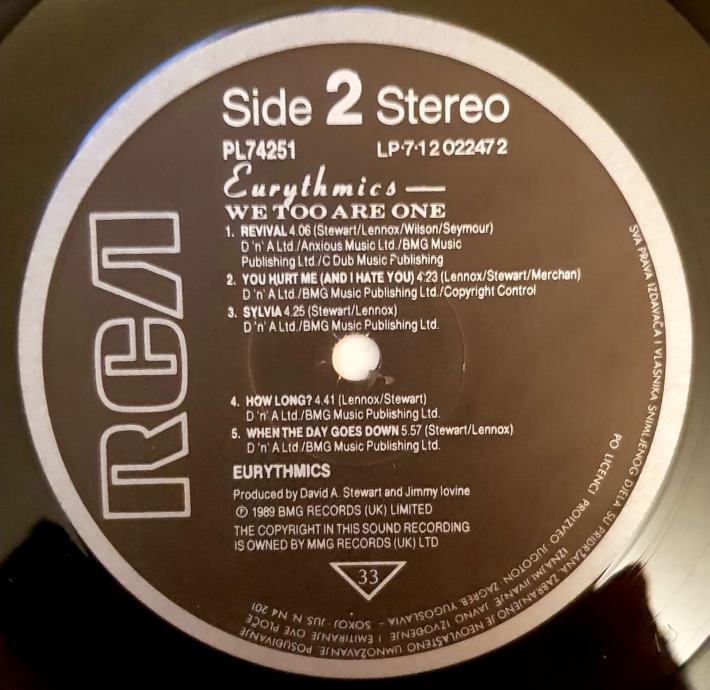 Side 2 Stereo
PL74251 LP-7-1 2 022472
Eurythmics
WE TOO ARE ONE
1. REVIVAL 4.06 (Stewart/Lennox/Wilson/Seymour)
D 'n' A Ltd./Anxious Music Ltd./BMG Music
Publishing Ltd./C Dub Music Publishing
2. YOU HURT ME (AND I HATE YOU) 4:23 (Lennox/Stewart/Merchan)
D 'n' A Ltd./BMG Music Publishing Ltd./Copyright Control
3. SYLVIA 4.25 (Stewart/Lennox)
D 'n' A Ltd./BMG Music Publishing Ltd.
4. HOW LONG? 4.41 (Lennox/Stewart)
D 'n' A Ltd./BMG Music Publishing Ltd.
5. WHEN THE DAY GOES DOWN 5.57 (Stewart/Lennox)
D 'n' A Ltd./BMG Music Publishing Ltd.
EURYTHMICS
Produced by David A. Stewart and Jimmy Iovine
℗ 1989 BMG RECORDS (UK) LIMITED
THE COPYRIGHT IN THIS SOUND RECORDING
IS OWNED BY MMG RECORDS (UK) LTD
33
RCA
SVA PRAVA IZDAVAČA I VLASNIKA SNIMLJENOG DJELA SU PRIDRŽANA. ZABRANJENO JE NEOVLAŠTENO UMNOŽAVANJE, POSUĐIVANJE
IZNAJMLJIVANJE, JAVNO IZVOĐENJE I EMITIRANJE OVE PLOČE
PO LICENCI PROIZVEO JUGOTON - ZAGREB, YUGOSLAVIA - SOKOJ - JUS. N. N4 201